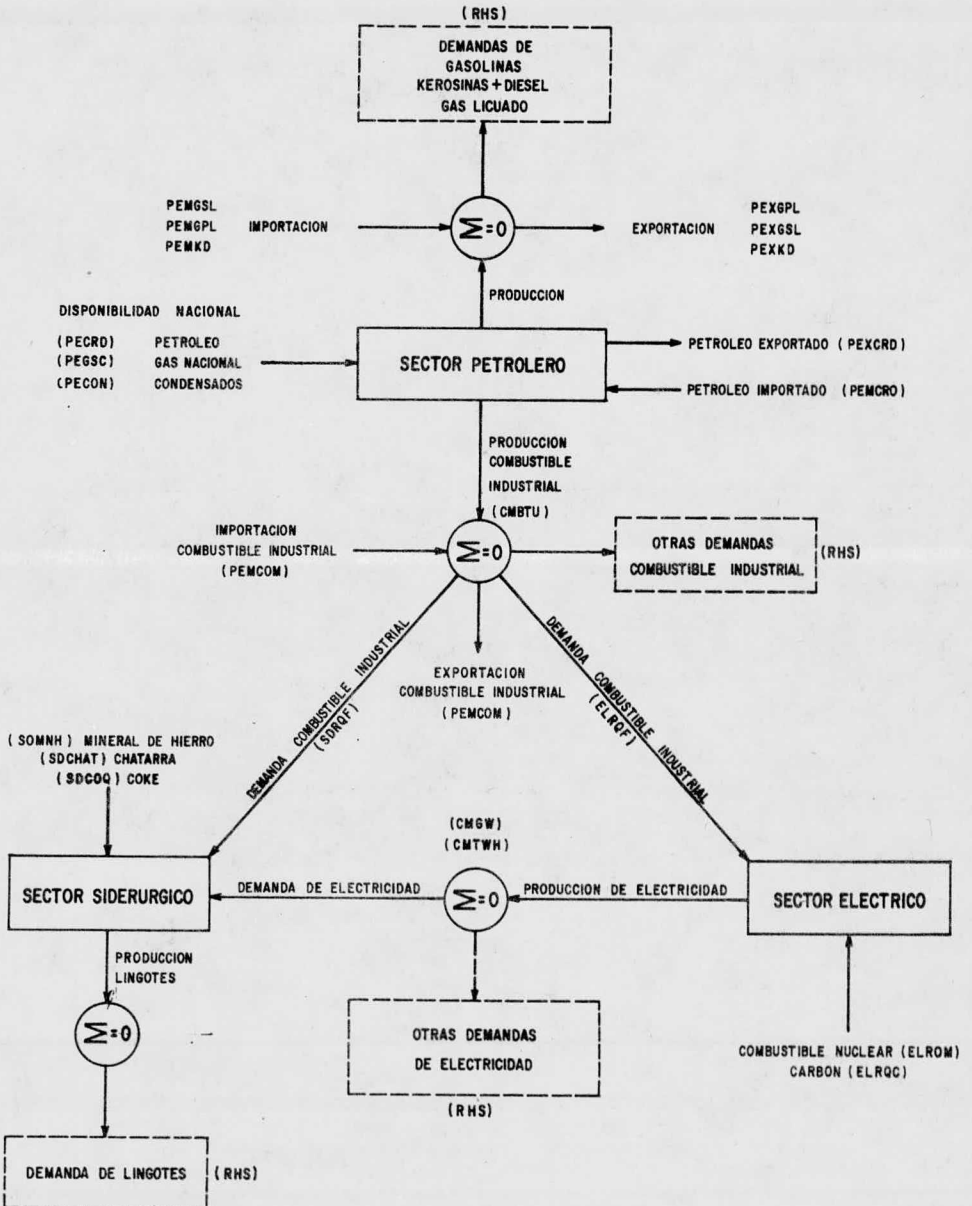 (RHS)
DEMANDAS DE
GASOLINAS
KEROSINAS+DIESEL
GAS LICUADO
PEMGSL
PEMGPL IMPORTACION
PEMKD
Σ=0
EXPORTACION
PEXGPL
PEXGSL
PEXKD
PRODUCCION
DISPONIBILIDAD NACIONAL
(PECRD) PETROLEO
(PEGSC) GAS NACIONAL
(PECON) CONDENSADOS
SECTOR PETROLERO
PETROLEO EXPORTADO (PEXCRD)
PETROLEO IMPORTADO (PEMCRO)
PRODUCCION
COMBUSTIBLE
INDUSTRIAL
(CMBTU)
IMPORTACION
COMBUSTIBLE INDUSTRIAL
(PEMCOM)
Σ=0
OTRAS DEMANDAS
COMBUSTIBLE INDUSTRIAL
(RHS)
DEMANDA COMBUSTIBLE INDUSTRIAL
(SDRQF)
EXPORTACION
COMBUSTIBLE INDUSTRIAL
(PEMCOM)
DEMANDA COMBUSTIBLE INDUSTRIAL
(ELRQF)
(SOMNH) MINERAL DE HIERRO
(SDCHAT) CHATARRA
(SDCOQ) COKE
(CMGW)
(CMTWH)
SECTOR SIDERURGICO
DEMANDA DE ELECTRICIDAD
Σ=0
PRODUCCION DE ELECTRICIDAD
SECTOR ELECTRICO
PRODUCCION
LINGOTES
Σ=0
OTRAS DEMANDAS
DE ELECTRICIDAD
(RHS)
COMBUSTIBLE NUCLEAR (ELROM)
CARBON (ELRQC)
DEMANDA DE LINGOTES (RHS)